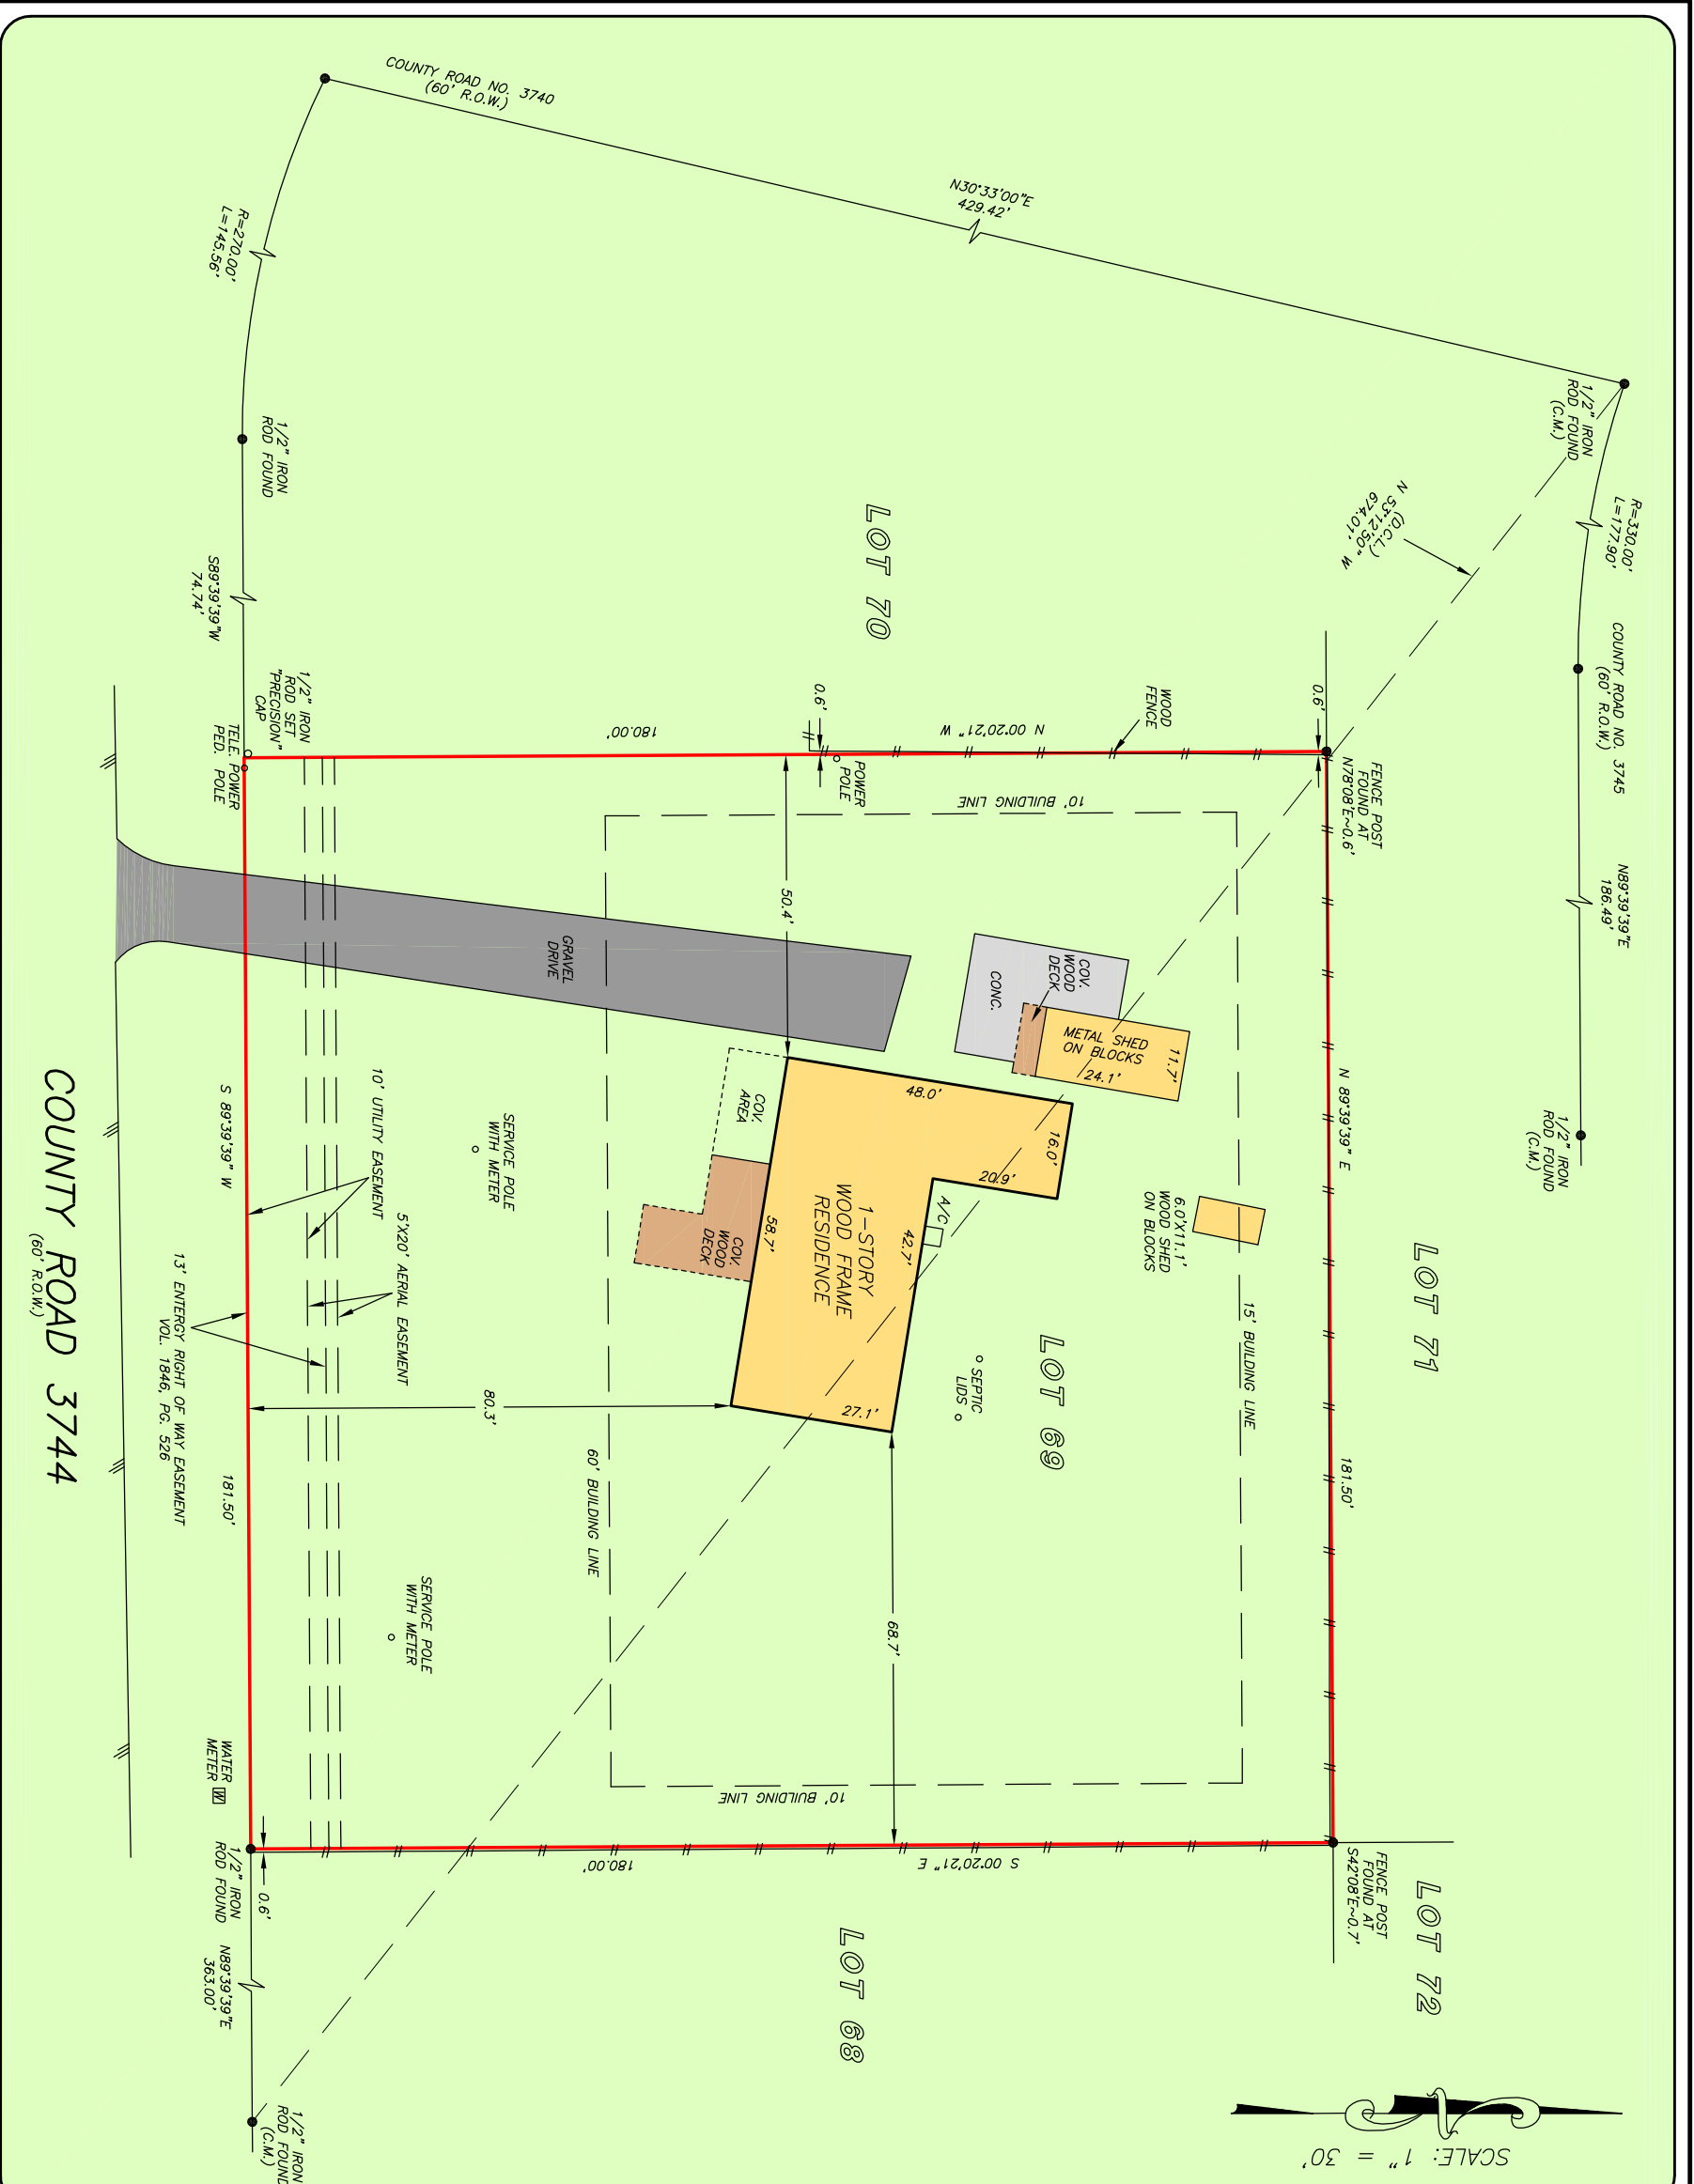 COUNTY ROAD NO. 3740
(60' R.O.W.)
N30°33'00"E
429.42'
R=270.00'
L=145.56'
1/2" IRON
ROD FOUND
S89°39'39"W
74.74'
1/2" IRON
ROD FOUND
(C.M.)
R=330.00'
L=177.90'
COUNTY ROAD NO. 3745
(60' R.O.W.)
N89°39'39"E
186.49'
1/2" IRON
ROD FOUND
(C.M.)
N 53°12'50" W
(D.C.L.)
674.01'
LOT 70
LOT 71
LOT 72
FENCE POST
FOUND AT
N78°08'E~0.6'
0.6'
WOOD
FENCE
N 00°20'21" W
180.00'
0.6'
POWER
POLE
10' BUILDING LINE
1/2" IRON
ROD SET
"PRECISION"
CAP
TELE.
PED.
POWER
POLE
N 89°39'39" E
181.50'
15' BUILDING LINE
50.4'
GRAVEL
DRIVE
COV.
WOOD
DECK
CONC.
METAL SHED
ON BLOCKS
11.7'
24.1'
6.0'X11.1'
WOOD SHED
ON BLOCKS
48.0'
16.0'
20.9'
A/C
42.7'
1-STORY
WOOD FRAME
RESIDENCE
58.7'
27.1'
COV.
AREA
COV.
WOOD
DECK
LOT 69
SEPTIC
LIDS
68.7'
80.3'
60' BUILDING LINE
SERVICE POLE
WITH METER
SERVICE POLE
WITH METER
10' UTILITY EASEMENT
5'X20' AERIAL EASEMENT
13' ENTERGY RIGHT OF WAY EASEMENT
VOL. 1846, PG. 526
S 89°39'39" W
181.50'
WATER
METER
W
COUNTY ROAD 3744
(60' R.O.W.)
10' BUILDING LINE
S 00°20'21" E
180.00'
FENCE POST
FOUND AT
S42°08'E~0.7'
0.6'
1/2" IRON
ROD FOUND
N89°39'39"E
363.00'
LOT 68
1/2" IRON
ROD FOUND
(C.M.)
SCALE: 1" = 30'